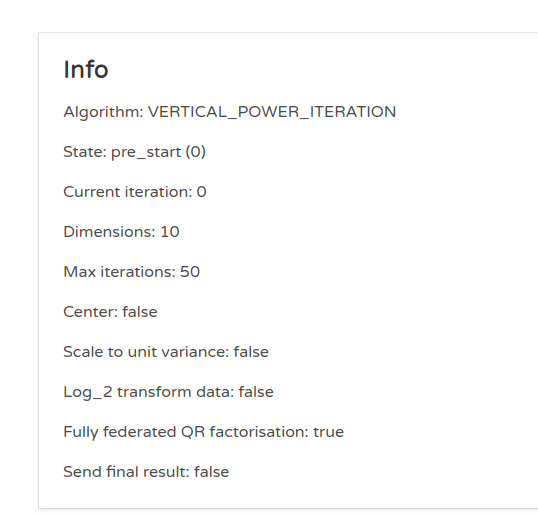 Info
Algorithm: VERTICAL_POWER_ITERATION
State: pre_start (0)
Current iteration: 0
Dimensions: 10
Max iterations: 50
Center: false
Scale to unit variance: false
Log_2 transform data: false
Fully federated QR factorisation: true
Send final result: false